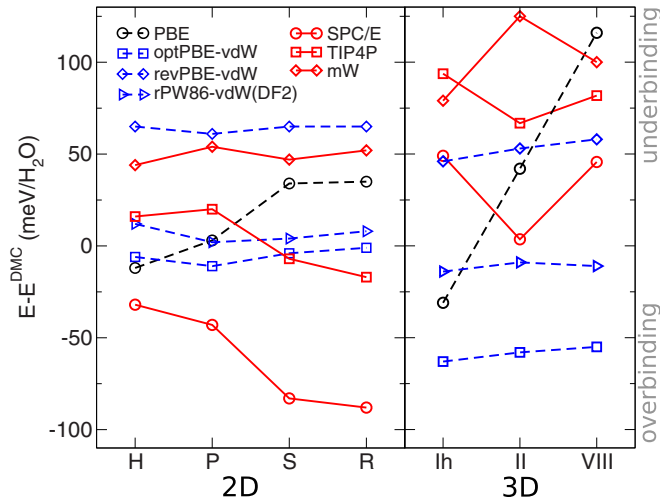 PBE
optPBE-vdW
revPBE-vdW
rPW86-vdW(DF2)
SPC/E
TIP4P
mW
100
50
0
-50
-100
E-E^DMC (meV/H₂O)
underbinding
overbinding
H P S R
Ih II VIII
2D
3D